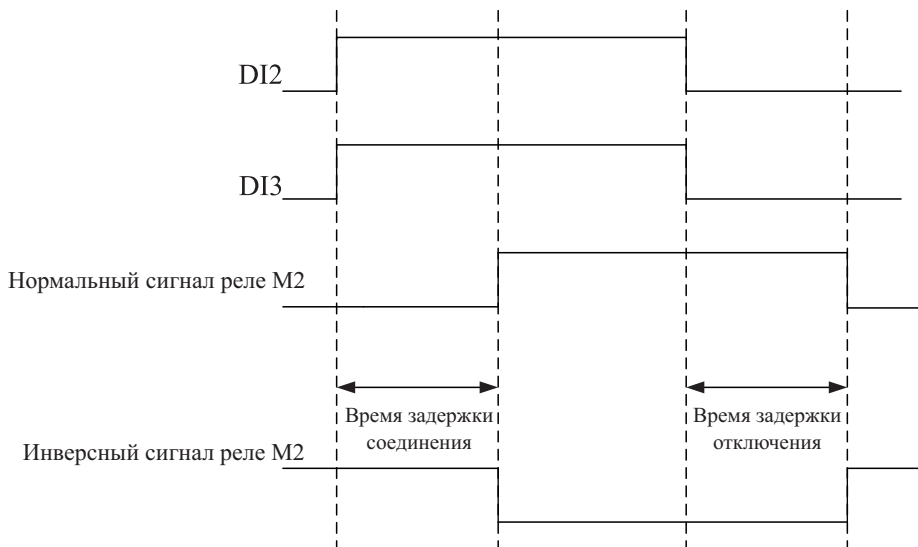 DI2
DI3
Нормальный сигнал реле M2
Время задержки
соединения
Время задержки
отключения
Инверсный сигнал реле M2